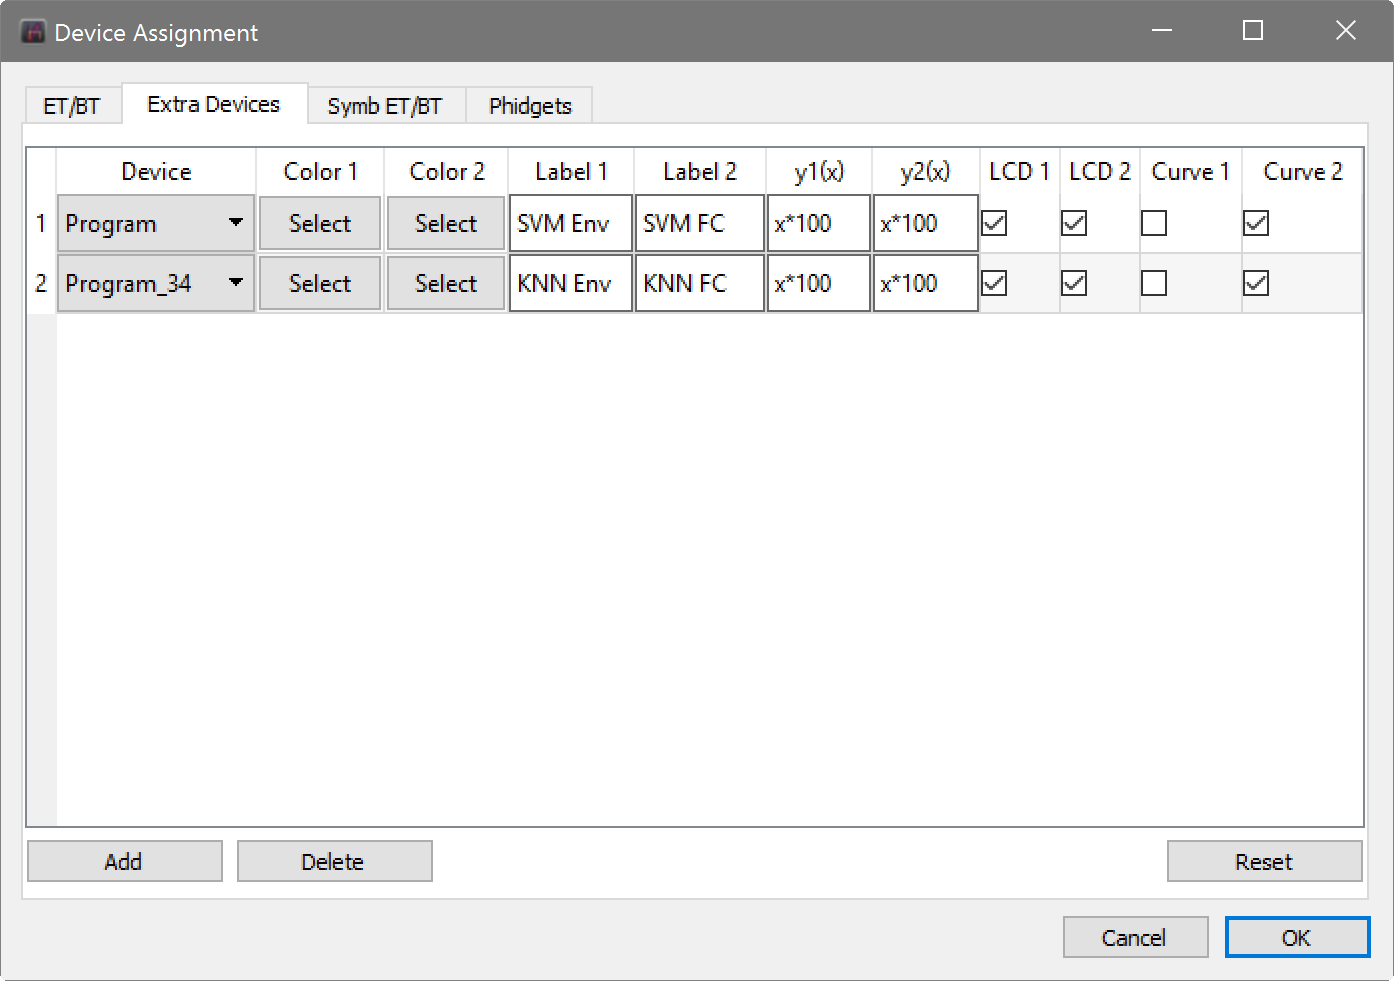 Device Assignment
ET/BT Extra Devices Symb ET/BT Phidgets
Device Color 1 Color 2 Label 1 Label 2 y1(x) y2(x) LCD 1 LCD 2 Curve 1 Curve 2
1 Program Select Select SVM Env SVM FC x*100 x*100
2 Program_34 Select Select KNN Env KNN FC x*100 x*100
Add Delete Reset
Cancel OK